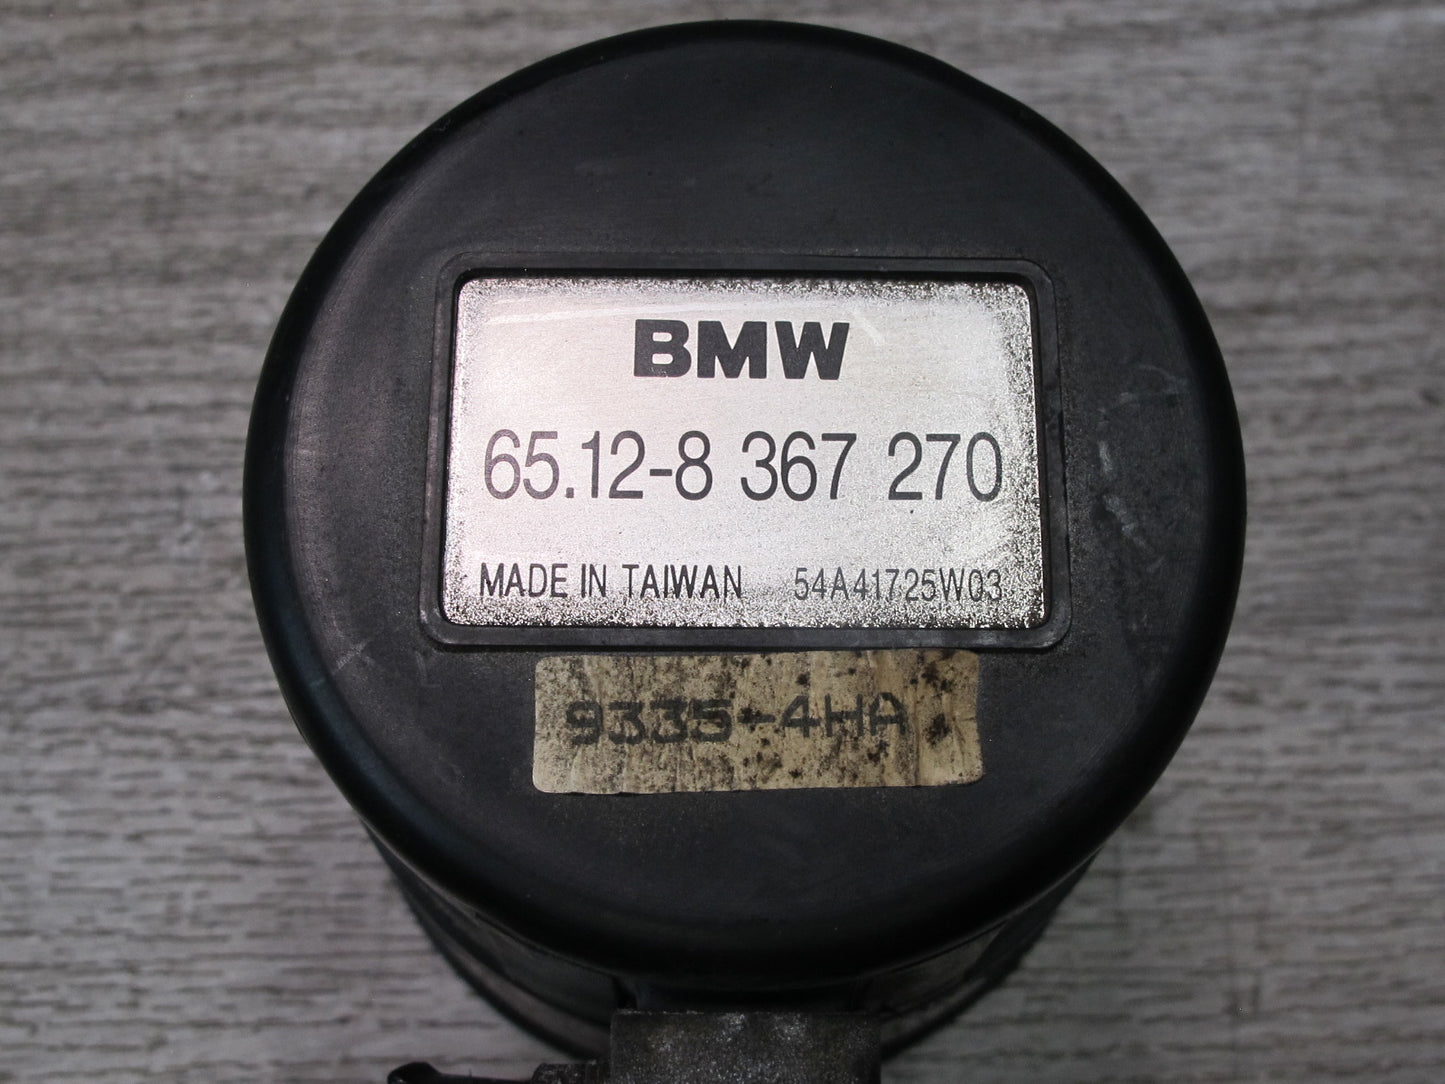 BMW
65.12-8 367 270
MADE IN TAIWAN 54A41725W03
9335-4HA